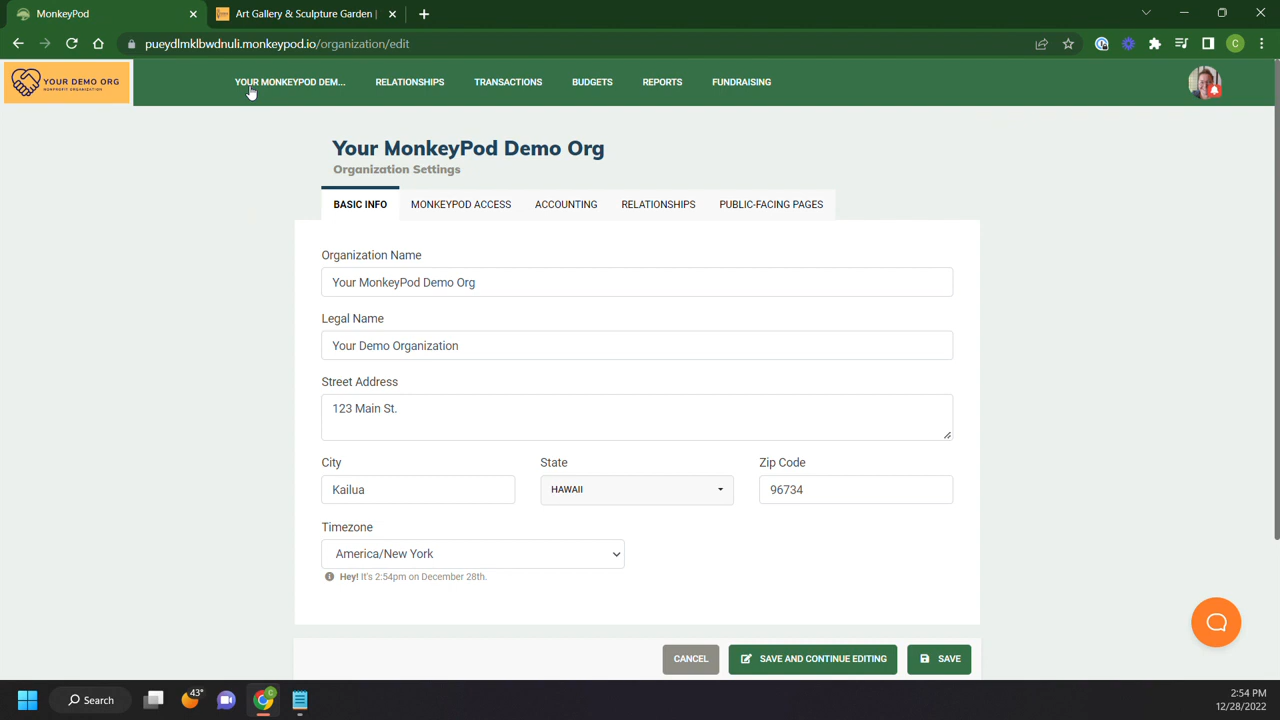 MonkeyPod
Art Gallery & Sculpture Garden |
pueydlmklbwdnuli.monkeypod.io/organization/edit
C
YOUR DEMO ORG
NONPROFIT ORGANIZATION
YOUR MONKEYPOD DEM...
RELATIONSHIPS
TRANSACTIONS
BUDGETS
REPORTS
FUNDRAISING
Your MonkeyPod Demo Org
Organization Settings
BASIC INFO
MONKEYPOD ACCESS
ACCOUNTING
RELATIONSHIPS
PUBLIC-FACING PAGES
Organization Name
Your MonkeyPod Demo Org
Legal Name
Your Demo Organization
Street Address
123 Main St.
City
State
Zip Code
Kailua
HAWAII
96734
Timezone
America/New York
Hey! It's 2:54pm on December 28th.
CANCEL
SAVE AND CONTINUE EDITING
SAVE
Search
43°
C
2:54 PM
12/28/2022